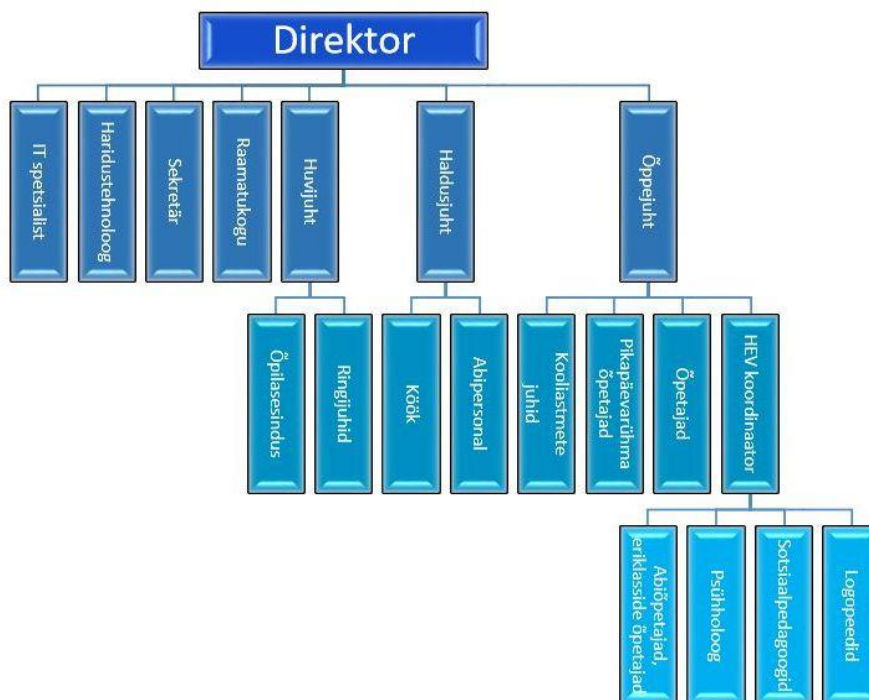 Direktor
IT spetsialist
Haridustehnoloog
Sekretär
Raamatukogu
Huvijuht
Haldusjuht
Õppejuht
Õpilasesindus
Ringijuhid
Köök
Abipersonal
Kooliastmete
juhid
Pikapäevarühma
õpetajad
Õpetajad
HEV koordinaator
Abiõpetajad,
eriklasside õpetajad
Psühholoog
Sotsiaalpedagoogid
Logopeedid